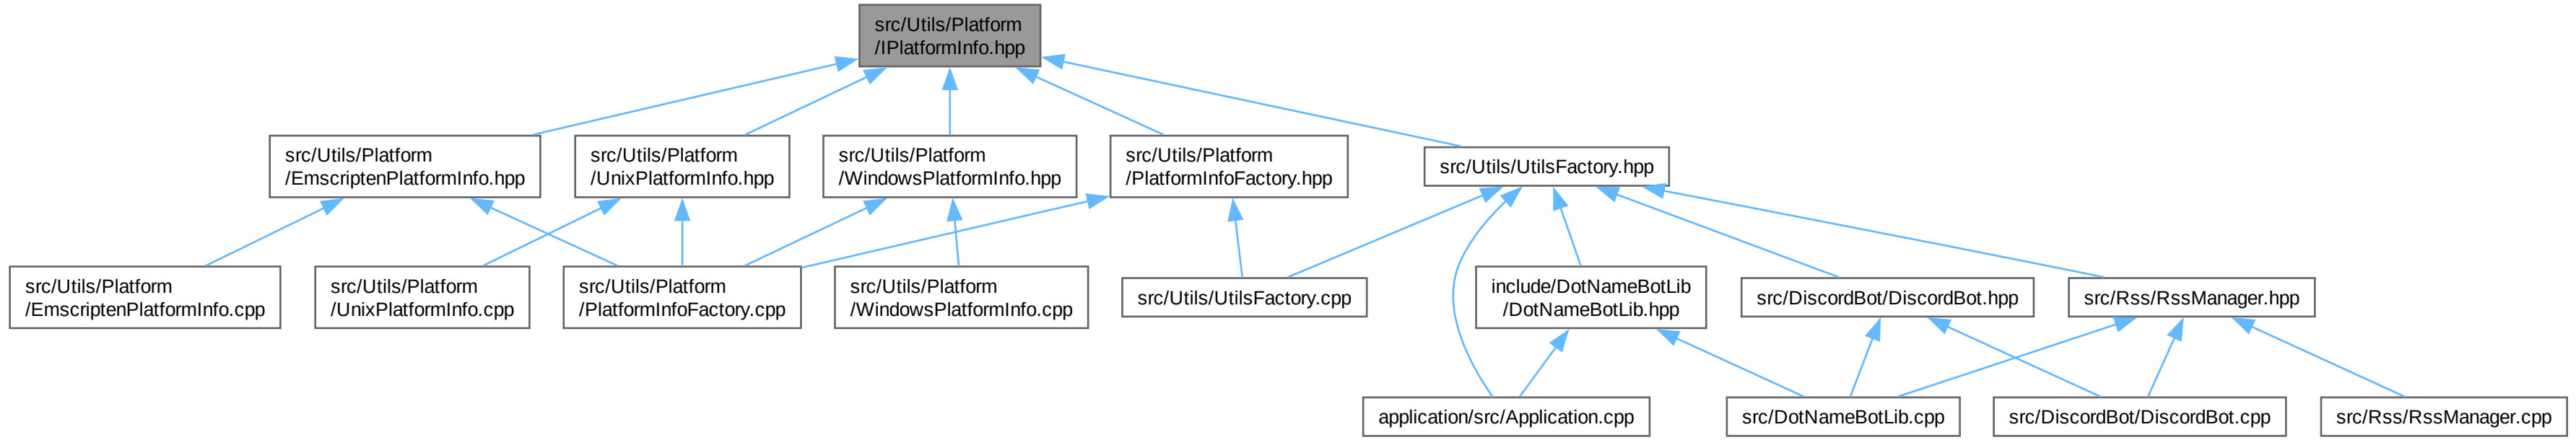 src/Utils/Platform
/IPlatformInfo.hpp
src/Utils/Platform
/EmscriptenPlatformInfo.hpp
src/Utils/Platform
/UnixPlatformInfo.hpp
src/Utils/Platform
/WindowsPlatformInfo.hpp
src/Utils/Platform
/PlatformInfoFactory.hpp
src/Utils/UtilsFactory.hpp
src/Utils/Platform
/EmscriptenPlatformInfo.cpp
src/Utils/Platform
/UnixPlatformInfo.cpp
src/Utils/Platform
/PlatformInfoFactory.cpp
src/Utils/Platform
/WindowsPlatformInfo.cpp
src/Utils/UtilsFactory.cpp
include/DotNameBotLib
/DotNameBotLib.hpp
src/DiscordBot/DiscordBot.hpp
src/Rss/RssManager.hpp
application/src/Application.cpp
src/DotNameBotLib.cpp
src/DiscordBot/DiscordBot.cpp
src/Rss/RssManager.cpp